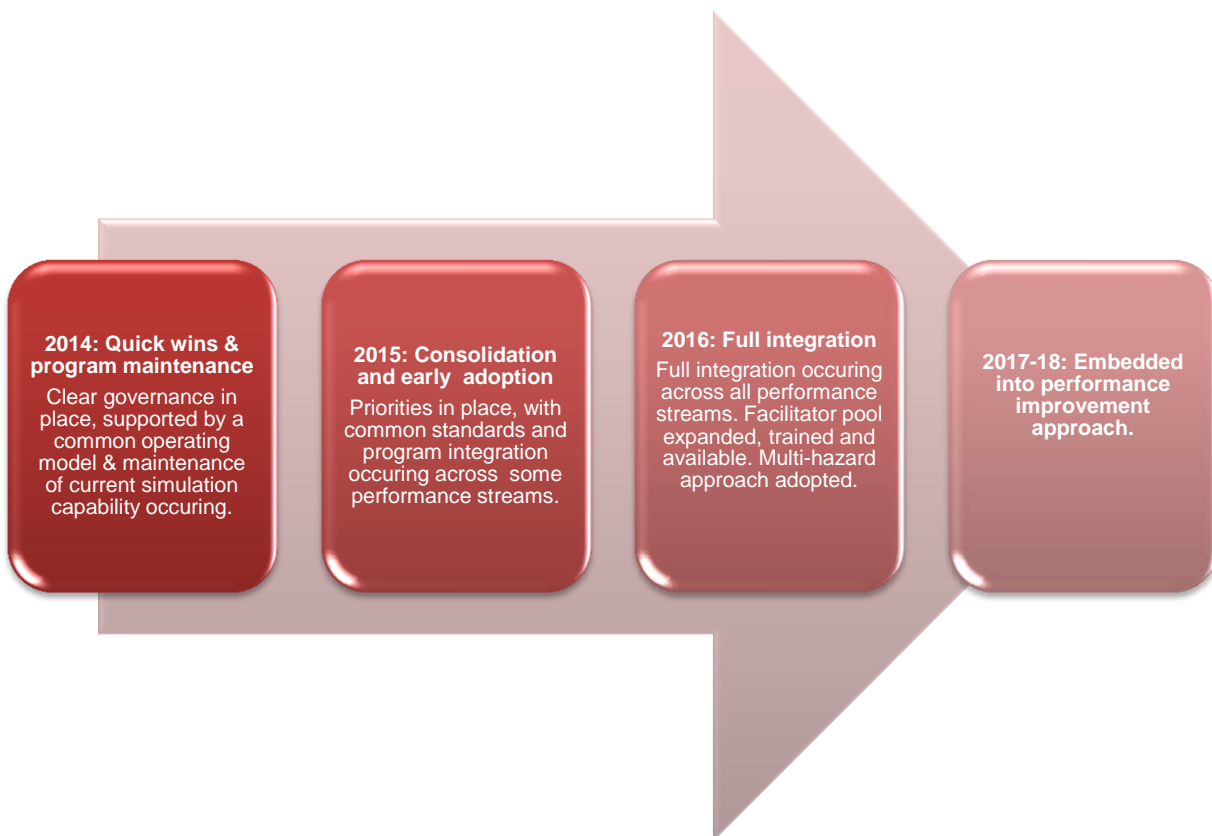 2014: Quick wins &
program maintenance
Clear governance in
place, supported by a
common operating
model & maintenance
of current simulation
capability occuring.
2015: Consolidation
and early  adoption
Priorities in place, with
common standards and
program integration
occuring across  some
performance streams.
2016: Full integration
Full integration occuring
across all performance
streams. Facilitator pool
expanded, trained and
available. Multi-hazard
approach adopted.
2017-18: Embedded
into performance
improvement
approach.